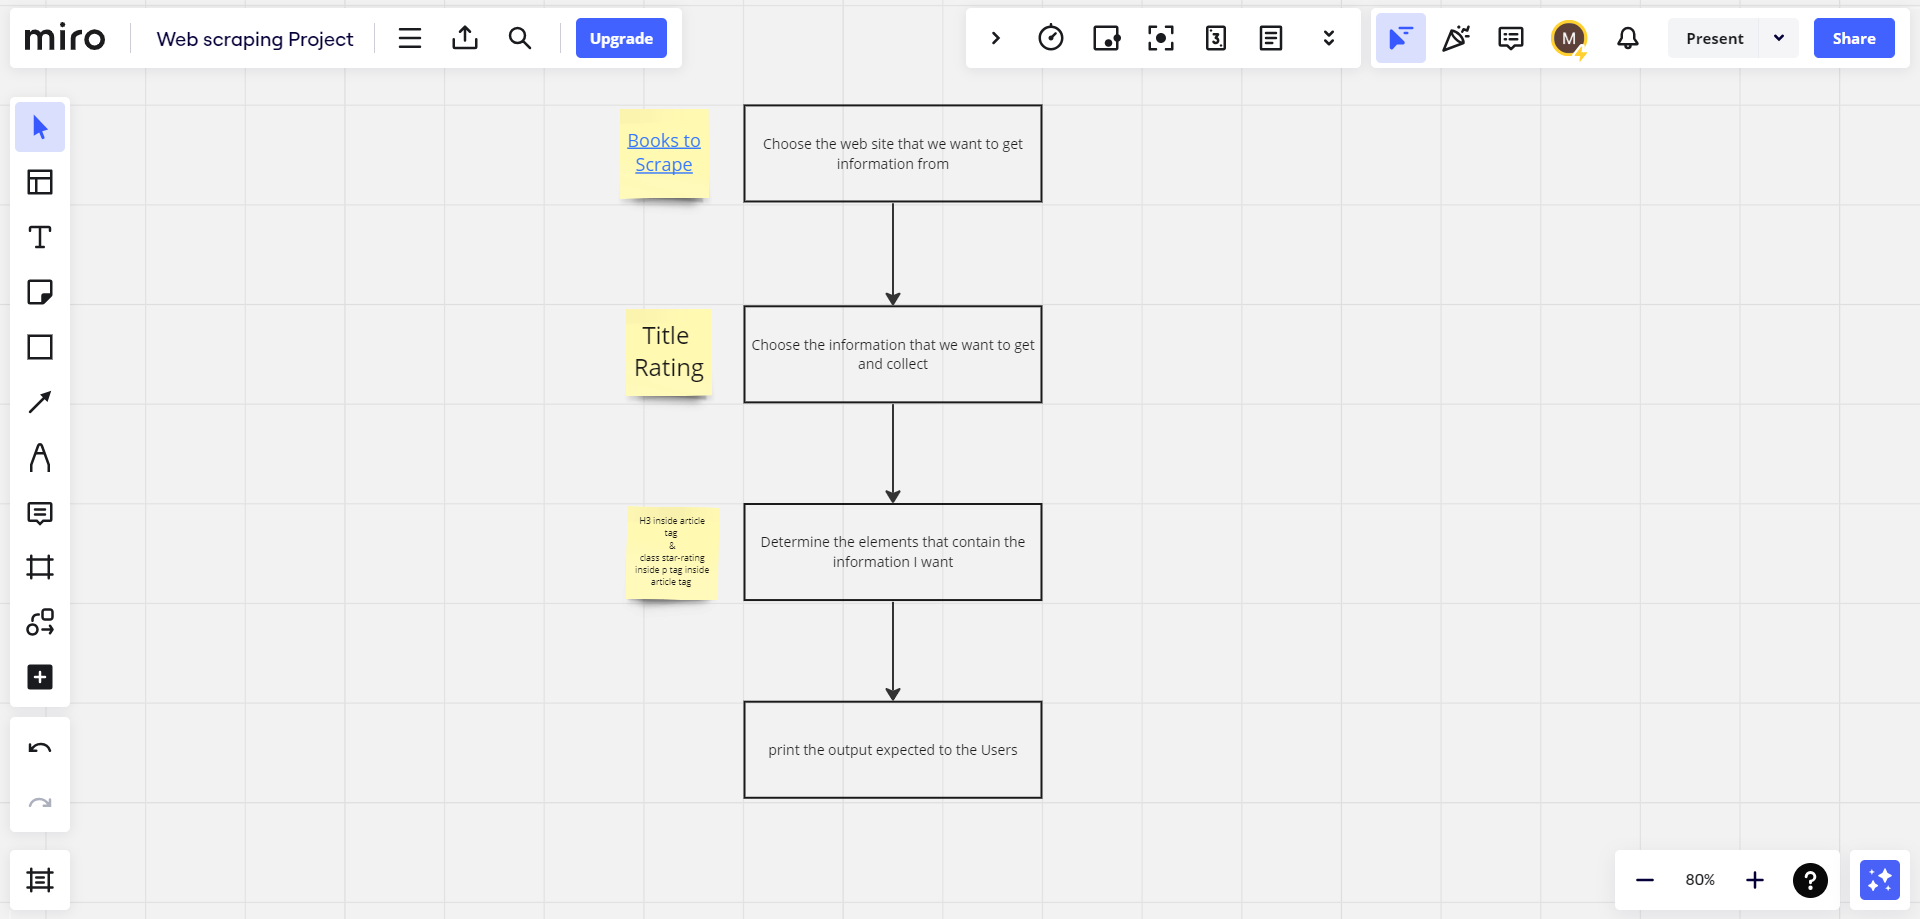 miro
Web scraping Project
Upgrade
3
M
Present
Share
Books to
Scrape
Choose the web site that we want to get
information from
Title
Rating
Choose the information that we want to get
and collect
H3 inside article
tag
&
class star-rating
inside p tag inside
article tag
Determine the elements that contain the
information I want
print the output expected to the Users
80%
?